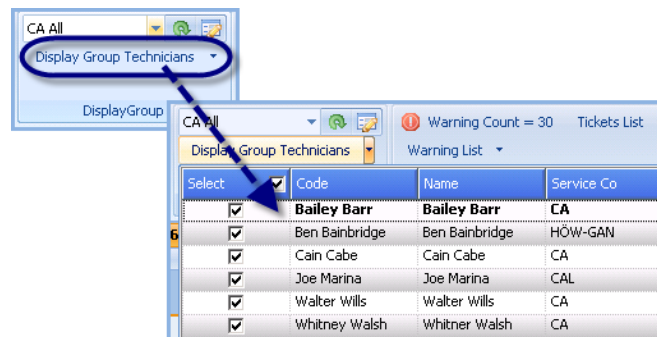 CA All
Display Group Technicians
DisplayGroup
CA All Warning Count = 30 Tickets List
Display Group Technicians Warning List
Select Code Name Service Co
Bailey Barr Bailey Barr CA
6 Ben Bainbridge Ben Bainbridge HÖW-GAN
Cain Cabe Cain Cabe CA
Joe Marina Joe Marina CAL
Walter Wills Walter Wills CA
Whitney Walsh Whitner Walsh CA